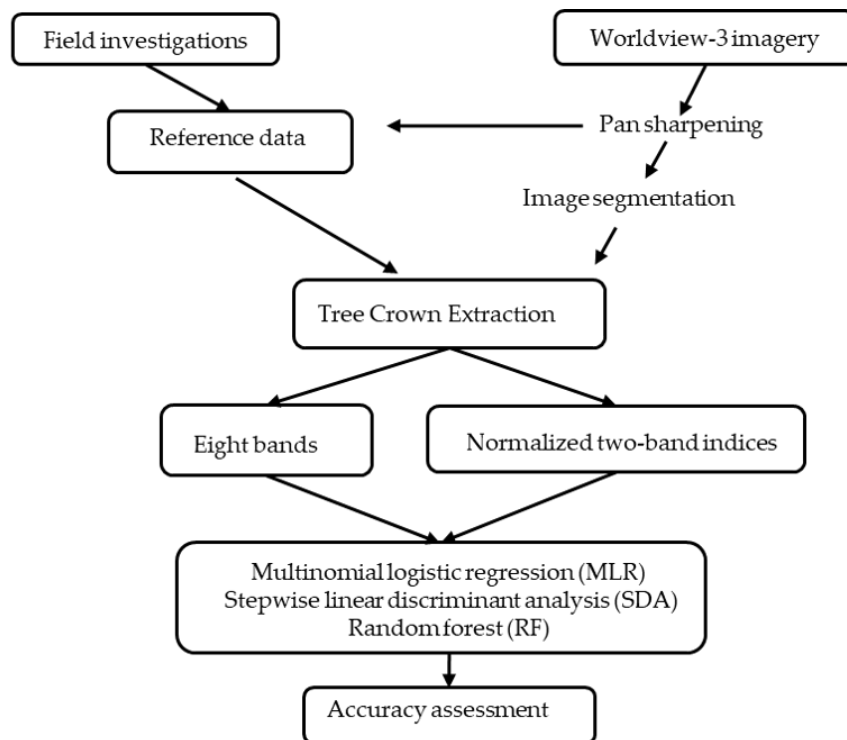 Field investigations
Worldview-3 imagery
Reference data
Pan sharpening
Image segmentation
Tree Crown Extraction
Eight bands
Normalized two-band indices
Multinomial logistic regression (MLR)
Stepwise linear discriminant analysis (SDA)
Random forest (RF)
Accuracy assessment